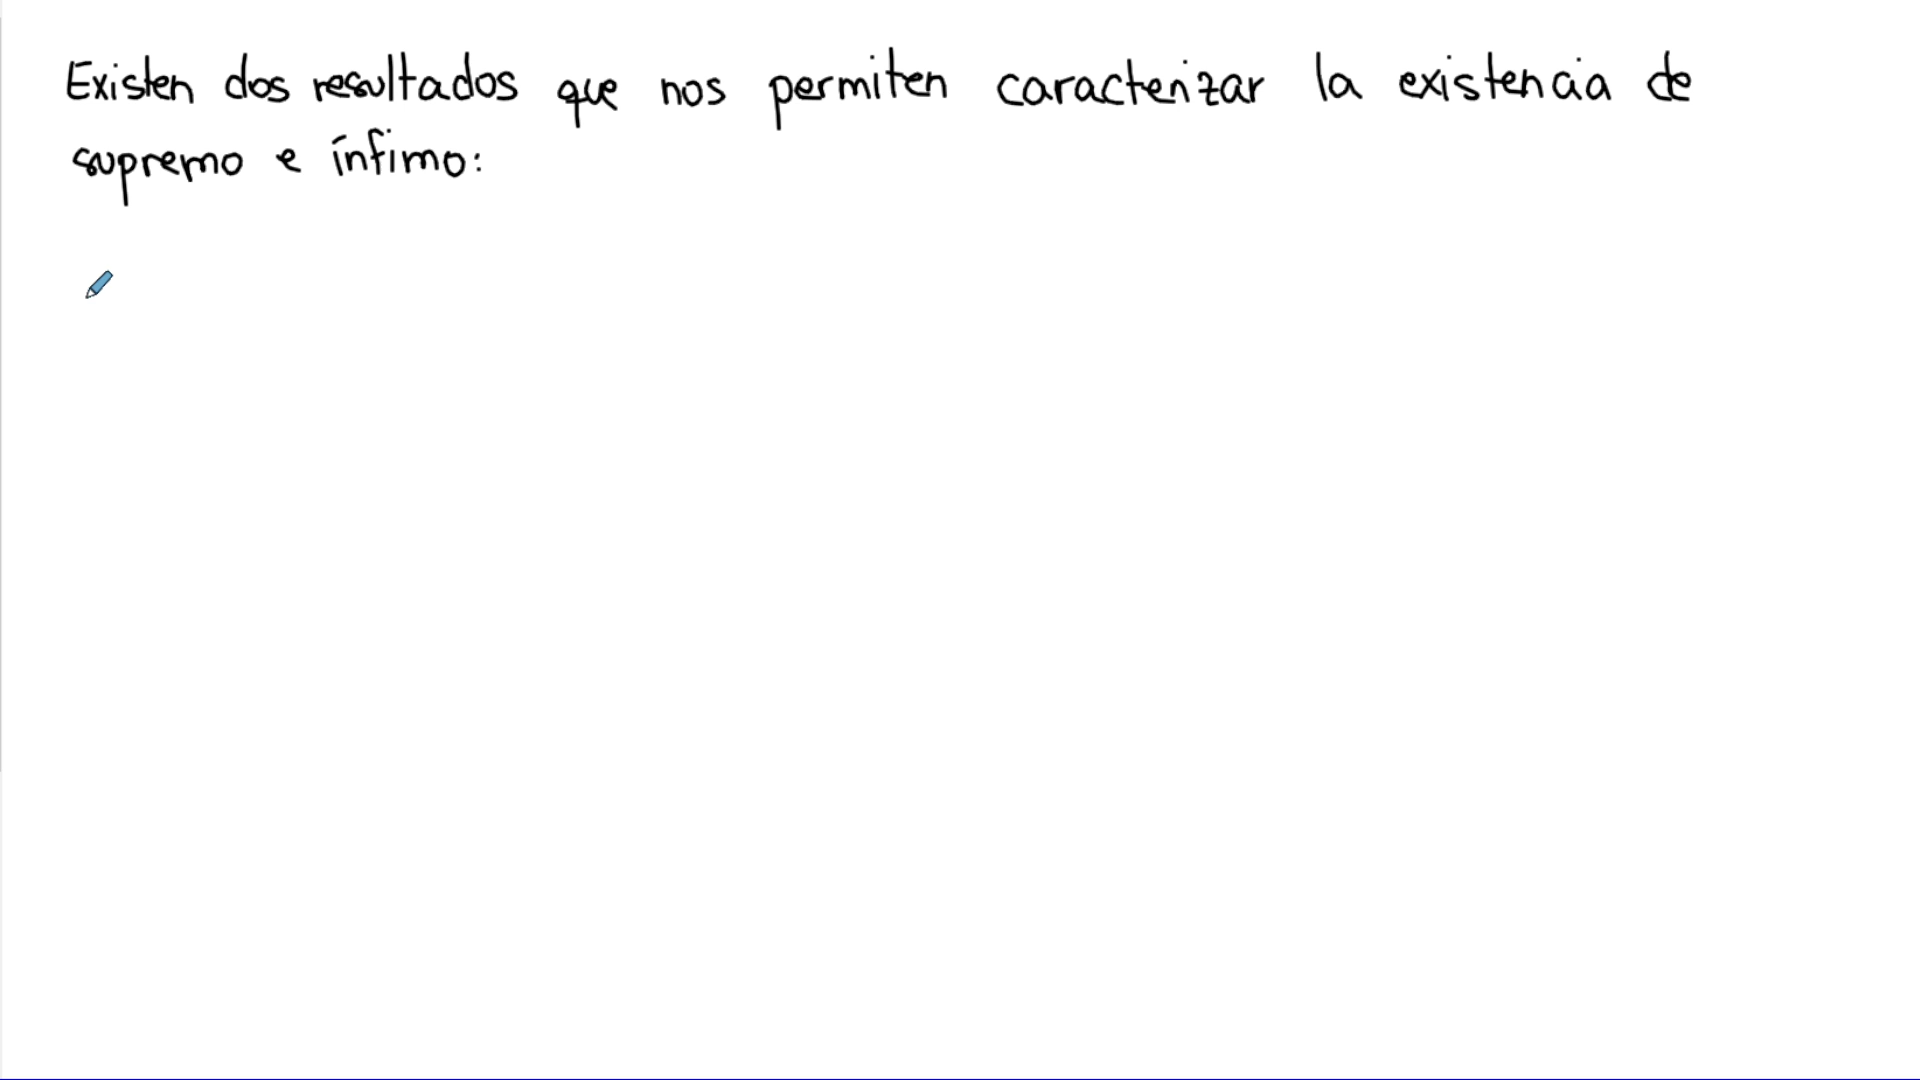 Existen dos resultados que nos permiten caracterizar la existencia de
supremo e ínfimo: